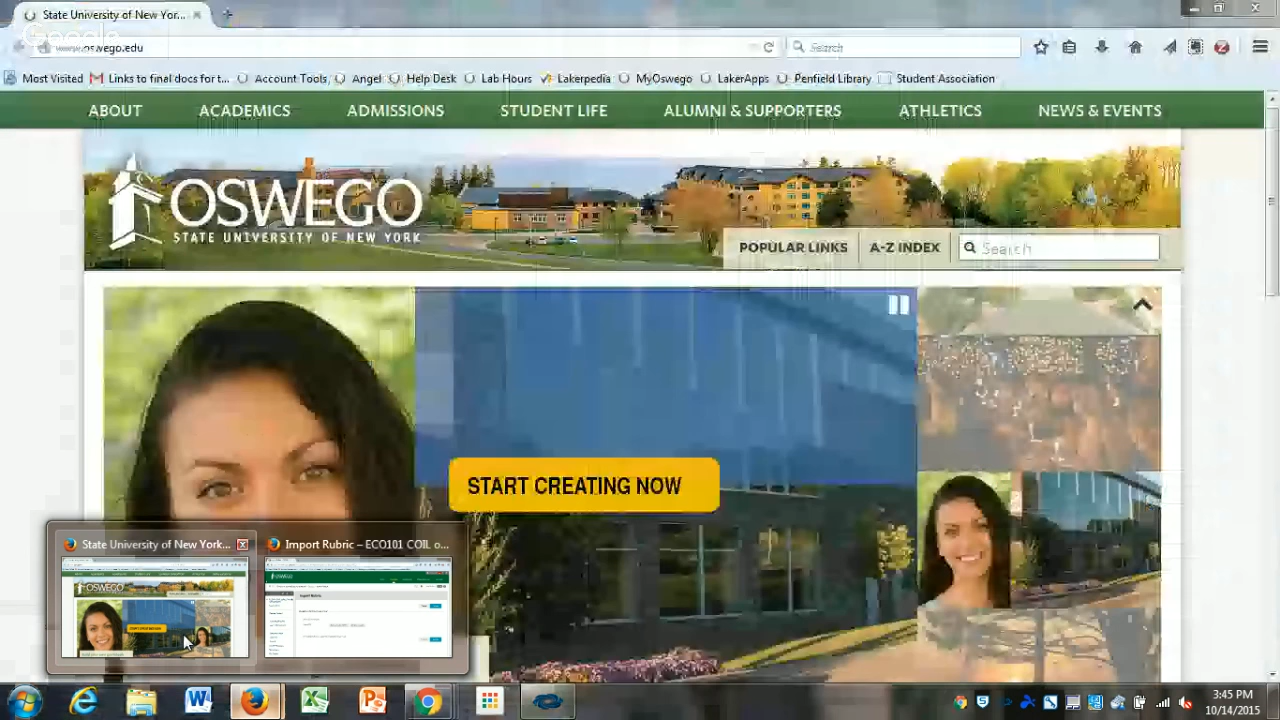 State University of New Yor...
Google
www.oswego.edu
Search
Most Visited
Links to final docs for t...
Account Tools,
Angel
Help Desk
Lab Hours
Lakerpedia
MyOswego
LakerApps
Penfield Library
Student Association
ABOUT
ACADEMICS
ADMISSIONS
STUDENT LIFE
ALUMNI & SUPPORTERS
ATHLETICS
NEWS & EVENTS
OSWEGO
STATE UNIVERSITY OF NEW YORK
POPULAR LINKS
A-Z INDEX
Search
START CREATING NOW
State University of New York...
Import Rubric – ECO101 COIL o...
OSWEGO
3:45 PM
10/14/2015